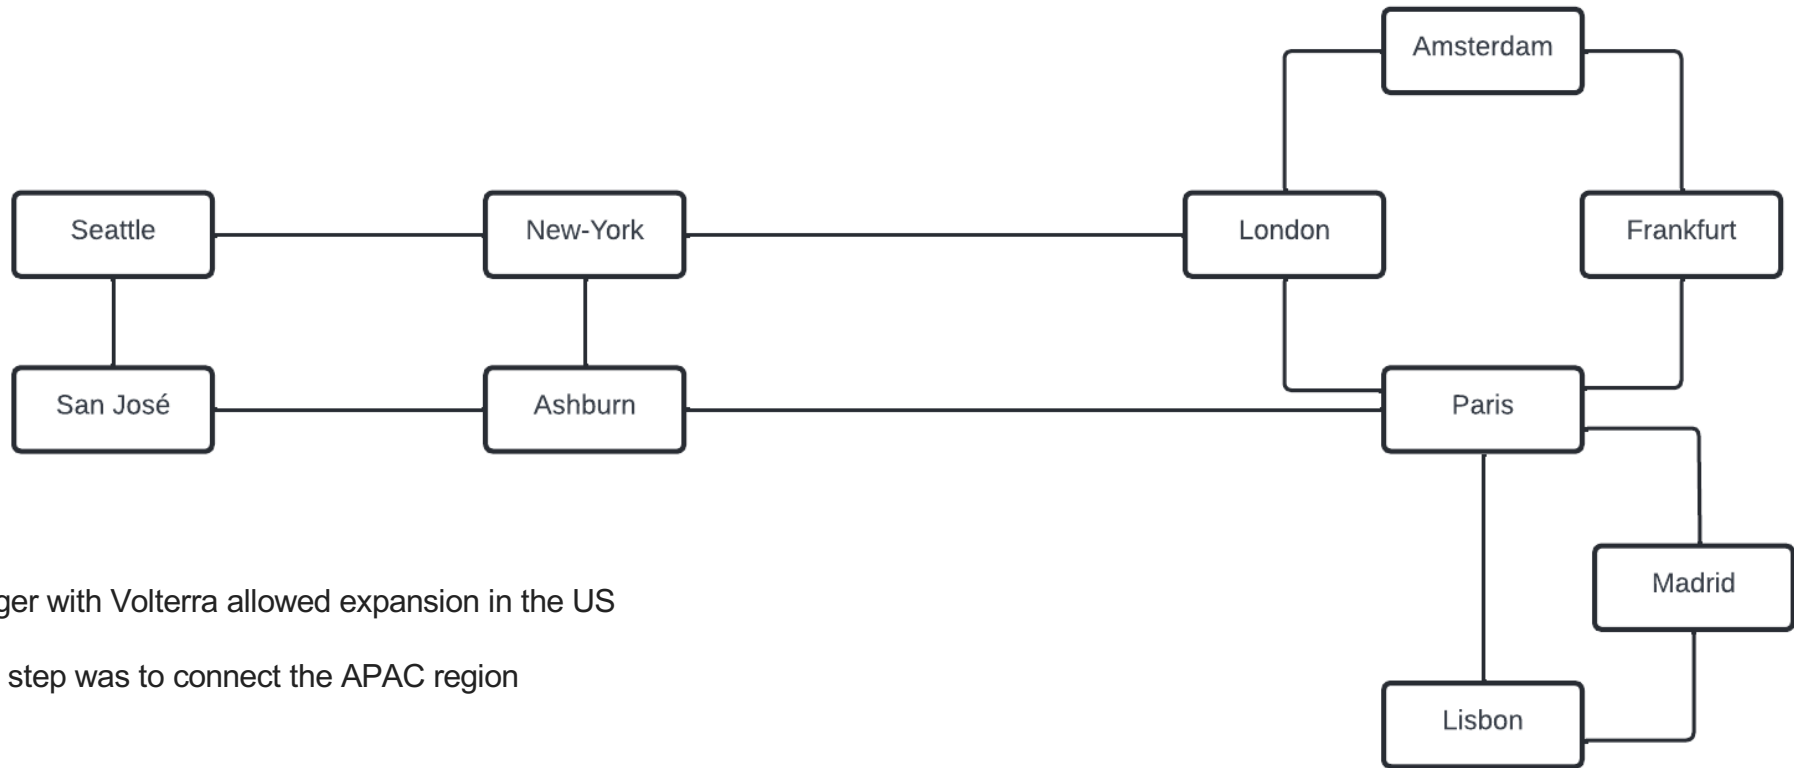 Amsterdam
Seattle
New-York
London
Frankfurt
San José
Ashburn
Paris
Madrid
with Volterra allowed expansion in the US
step was to connect the APAC region
Lisbon